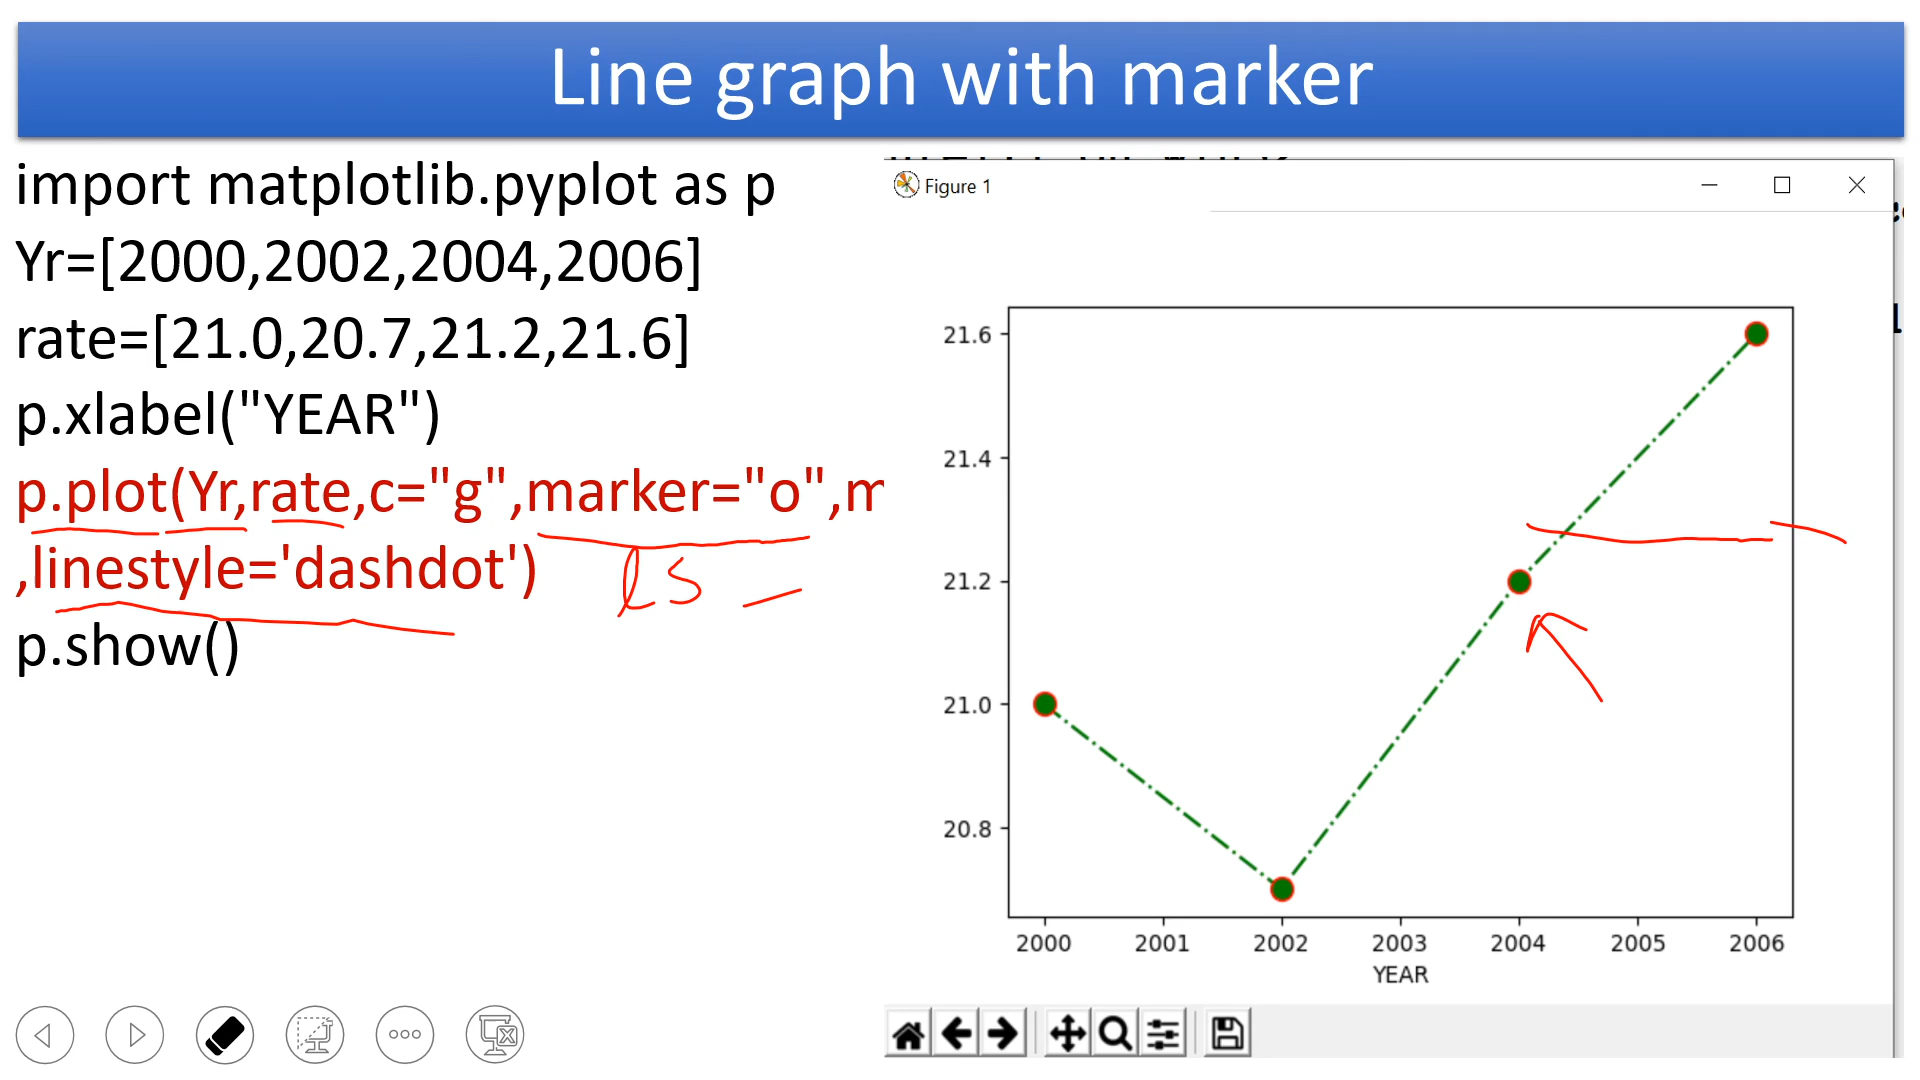 Line graph with marker
import matplotlib.pyplot as p
Yr=[2000,2002,2004,2006]
rate=[21.0,20.7,21.2,21.6]
p.xlabel("YEAR")
p.plot(Yr,rate,c="g",marker="o",m
,linestyle='dashdot')
ls
p.show()
Figure 1
21.6
21.4
21.2
21.0
20.8
2000 2001 2002 2003 2004 2005 2006
YEAR